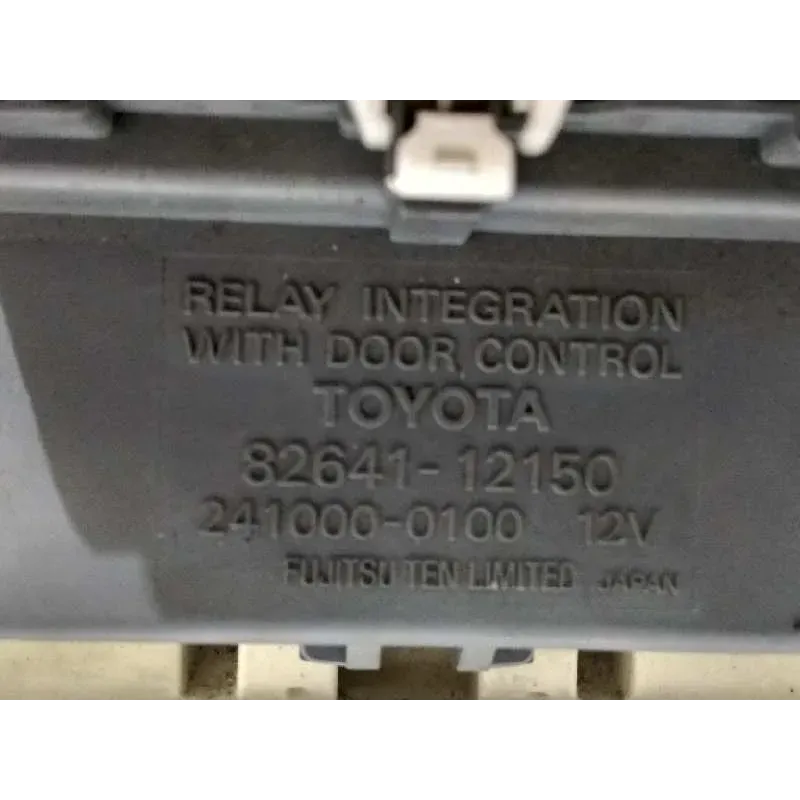 RELAY INTEGRATION
WITH DOOR CONTROL
TOYOTA
82641-12150
241000-0100 12V
FUJITSU TEN LIMITED JAPAN